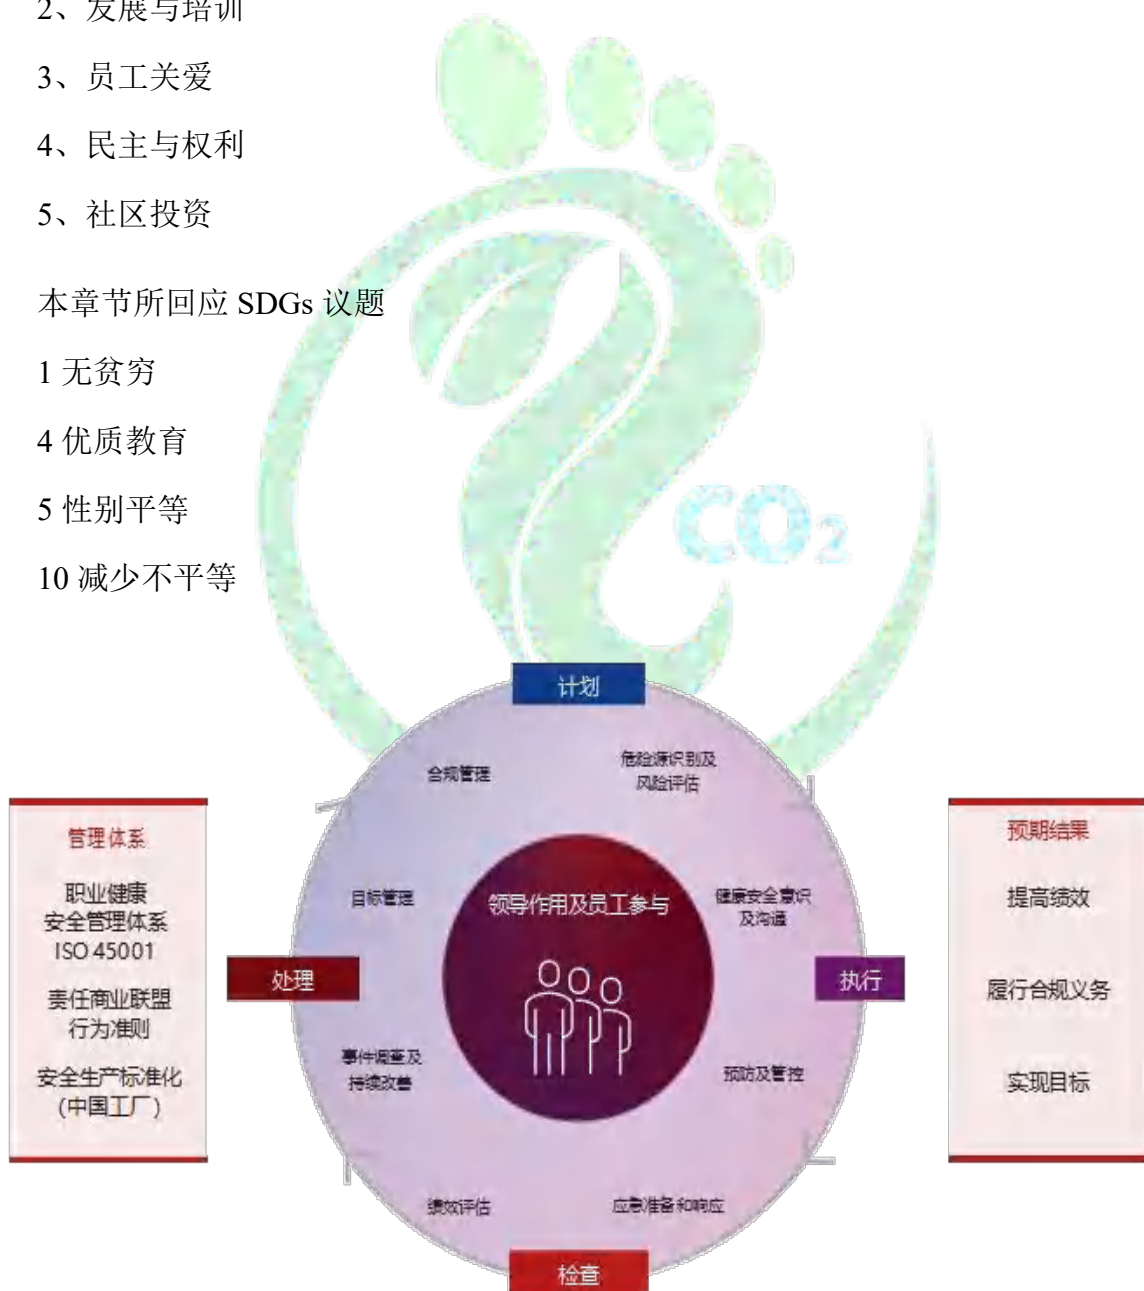 2、发展与培训
3、员工关爱
4、民主与权利
5、社区投资
本章节所回应 SDGs 议题
1 无贫穷
4 优质教育
5 性别平等
10 减少不平等
CO2
计划
合规管理
危险源识别及
风险评估
管理体系
职业健康
安全管理体系
ISO 45001
责任商业联盟
行为准则
安全生产标准化
(中国工厂)
目标管理
领导作用及员工参与
健康安全意识
及沟通
处理
执行
事件调查及
持续改善
预防及管控
绩效评估
应急准备和响应
检查
预期结果
提高绩效
履行合规义务
实现目标